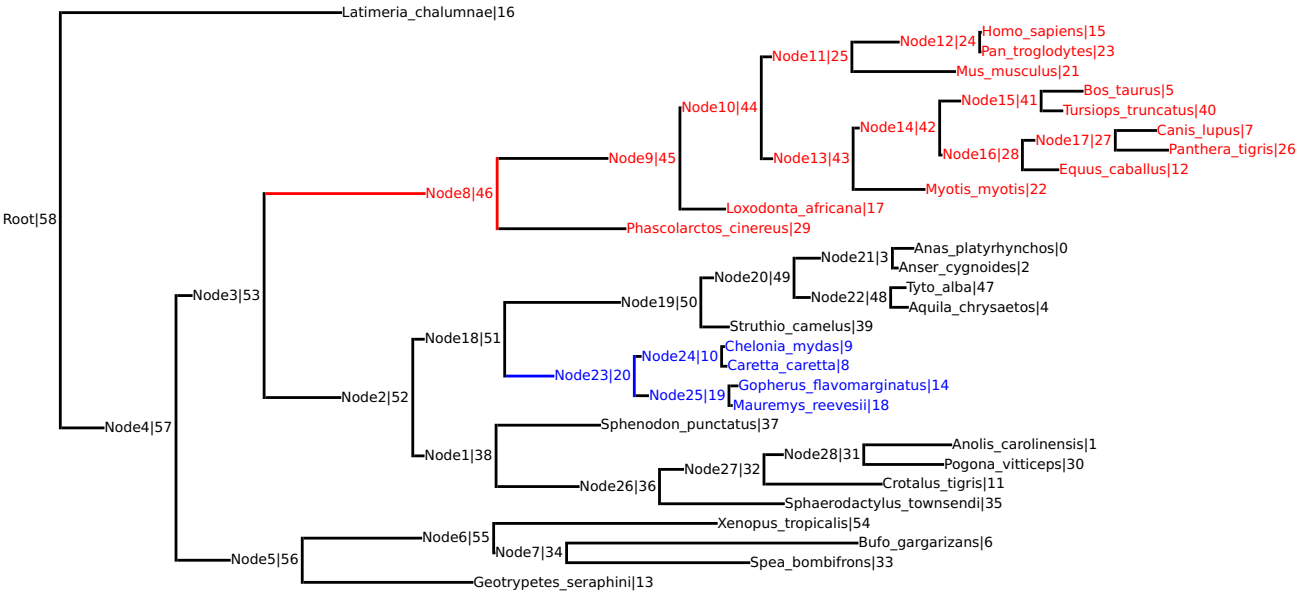 Latimeria_chalumnae|16
Homo_sapiens|15
Node12|24
Pan_troglodytes|23
Node11|25
Mus_musculus|21
Bos_taurus|5
Node15|41
Node10|44
Tursiops_truncatus|40
Node14|42
Canis_lupus|7
Node17|27
Panthera_tigris|26
Node9|45
Node13|43
Node16|28
Equus_caballus|12
Node8|46
Myotis_myotis|22
Loxodonta_africana|17
Root|58
Phascolarctos_cinereus|29
Anas_platyrhynchos|0
Node21|3
Anser_cygnoides|2
Node20|49
Tyto_alba|47
Node3|53
Node22|48
Node19|50
Aquila_chrysaetos|4
Struthio_camelus|39
Node18|51
Chelonia_mydas|9
Node24|10
Caretta_caretta|8
Node23|20
Gopherus_flavomarginatus|14
Node2|52
Node25|19
Mauremys_reevesii|18
Sphenodon_punctatus|37
Node4|57
Anolis_carolinensis|1
Node1|38
Node28|31
Pogona_vitticeps|30
Node27|32
Crotalus_tigris|11
Node26|36
Sphaerodactylus_townsendi|35
Xenopus_tropicalis|54
Node6|55
Bufo_gargarizans|6
Node7|34
Node5|56
Spea_bombifrons|33
Geotrypetes_seraphini|13